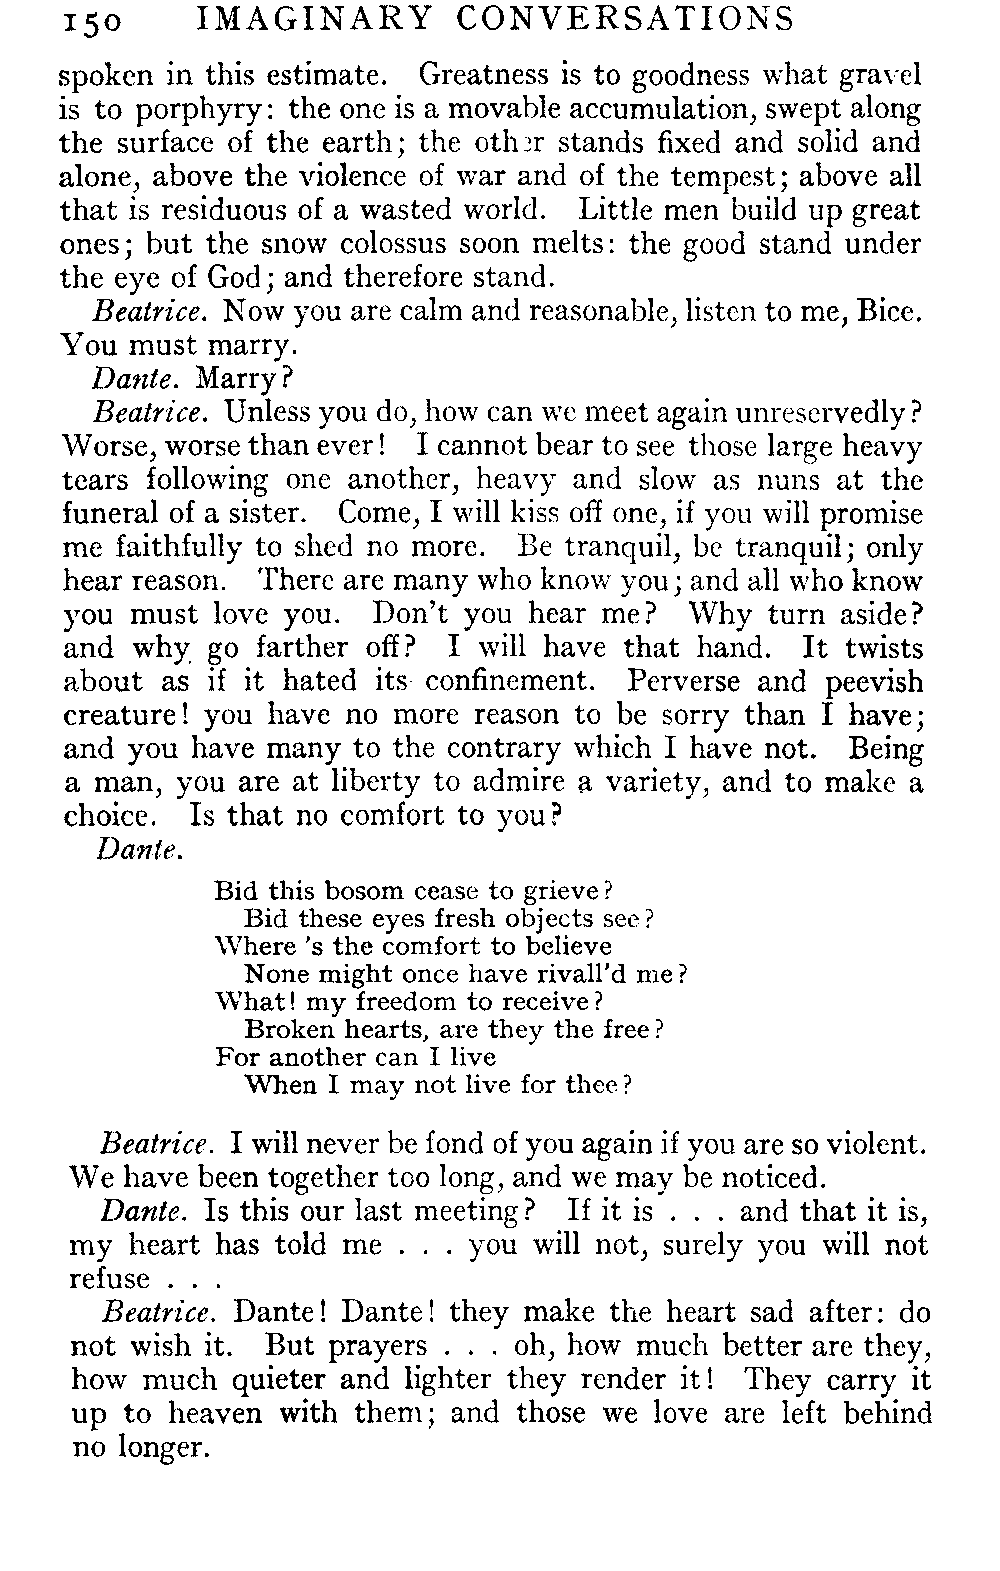 150 IMAGINARY CONVERSATIONS
spoken in this estimate. Greatness is to goodness what gravel
is to porphyry: the one is a movable accumulation, swept along
the surface of the earth; the other stands fixed and solid and
alone, above the violence of war and of the tempest; above all
that is residuous of a wasted world. Little men build up great
ones; but the snow colossus soon melts: the good stand under
the eye of God; and therefore stand.
Beatrice. Now you are calm and reasonable, listen to me, Bice.
You must marry.
Dante. Marry?
Beatrice. Unless you do, how can we meet again unreservedly?
Worse, worse than ever! I cannot bear to see those large heavy
tears following one another, heavy and slow as nuns at the
funeral of a sister. Come, I will kiss off one, if you will promise
me faithfully to shed no more. Be tranquil, be tranquil; only
hear reason. There are many who know you; and all who know
you must love you. Don't you hear me? Why turn aside?
and why go farther off? I will have that hand. It twists
about as if it hated its confinement. Perverse and peevish
creature! you have no more reason to be sorry than I have;
and you have many to the contrary which I have not. Being
a man, you are at liberty to admire a variety, and to make a
choice. Is that no comfort to you?
Dante.
Bid this bosom cease to grieve?
Bid these eyes fresh objects see?
Where 's the comfort to believe
None might once have rivall'd me?
What! my freedom to receive?
Broken hearts, are they the free?
For another can I live
When I may not live for thee?
Beatrice. I will never be fond of you again if you are so violent.
We have been together too long, and we may be noticed.
Dante. Is this our last meeting? If it is . . . and that it is,
my heart has told me . . . you will not, surely you will not
refuse . . .
Beatrice. Dante! Dante! they make the heart sad after: do
not wish it. But prayers . . . oh, how much better are they,
how much quieter and lighter they render it! They carry it
up to heaven with them; and those we love are left behind
no longer.